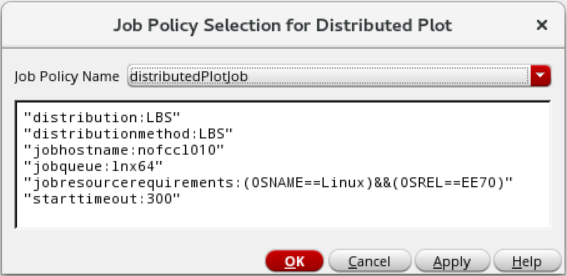 Job Policy Selection for Distributed Plot
Job Policy Name distributedPlotJob
"distribution:LBS"
"distributionmethod:LBS"
"jobhostname:nofcc1010"
"jobqueue:lnx64"
"jobresourcerequirements:(OSNAME==Linux)&&(OSREL==EE70)"
"starttimeout:300"
OK Cancel Apply Help